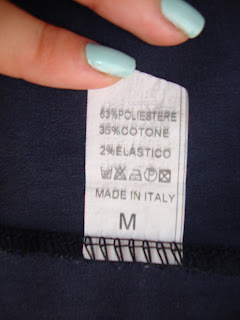 63%POLIESTERE
35%COTONE
2%ELASTICO
MADE IN ITALY
M